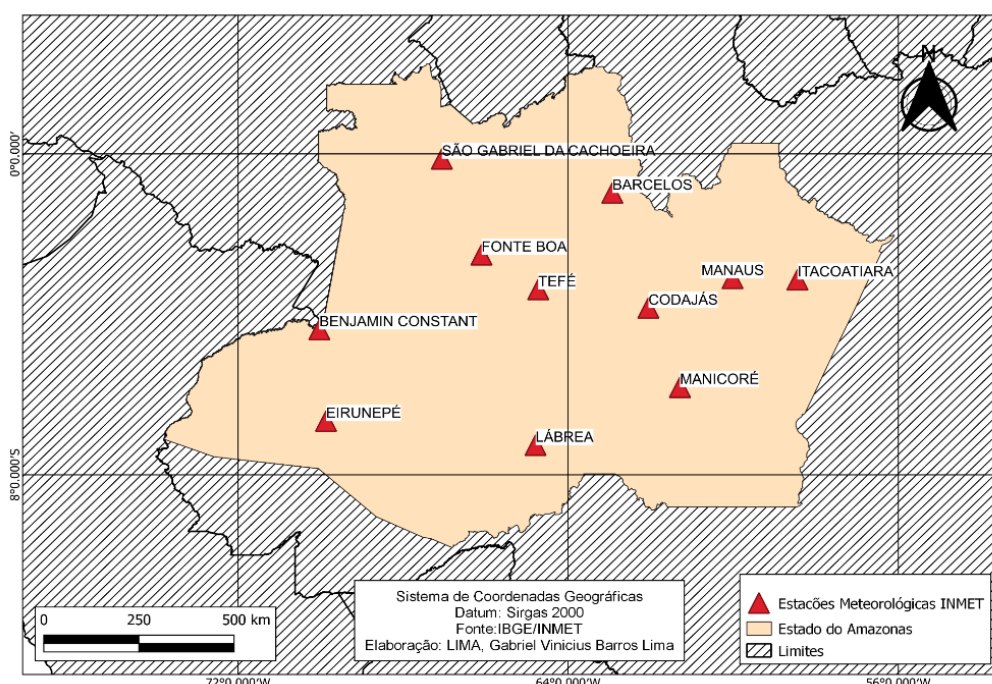 N
0°0.000'
SÃO GABRIEL DA CACHOEIRA
BARCELOS
FONTE BOA
TEFÉ
MANAUS
ITACOATIARA
CODAJÁS
BENJAMIN CONSTANT
MANICORÉ
EIRUNEPÉ
LÁBREA
8°0.000'S
0 250 500 km
Sistema de Coordenadas Geográficas
Datum: Sirgas 2000
Fonte:IBGE/INMET
Elaboração: LIMA, Gabriel Vinicius Barros Lima
Estacões Meteorológicas INMET
Estado do Amazonas
Limites
72°0.000'W 64°0.000'W 56°0.000'W